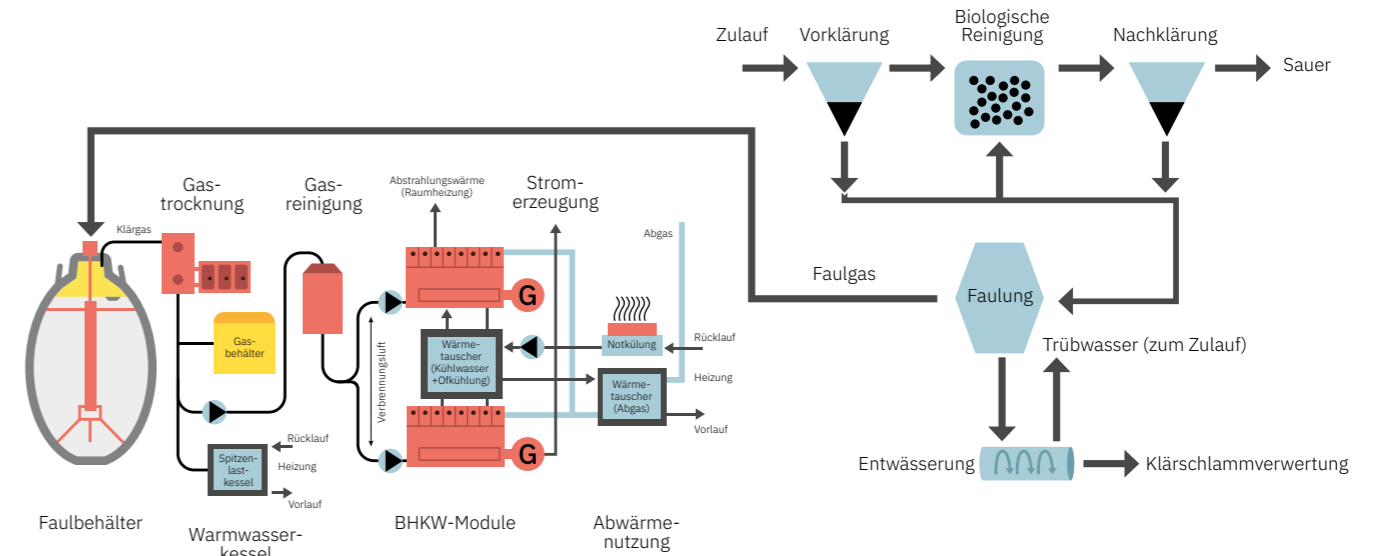 Biologische
Reinigung
Zulauf
Vorklärung
Nachklärung
Sauer
Gas-
trocknung
Gas-
reinigung
Abstrahlungswärme
(Raumheizung)
Strom-
erzeugung
Klärgas
Abgas
Faulgas
Faulung
G
Gas-
behälter
Verbrennungsluft
Wärme-
tauscher
(Kühlwasser
+Ofkühlung)
Notkülung
Rücklauf
Heizung
Wärme-
tauscher
(Abgas)
Vorlauf
Trübwasser (zum Zulauf)
G
Spitzen-
last-
kessel
Rücklauf
Heizung
Vorlauf
Entwässerung
Klärschlammverwertung
Faulbehälter
Warmwasser-
kessel
BHKW-Module
Abwärme-
nutzung